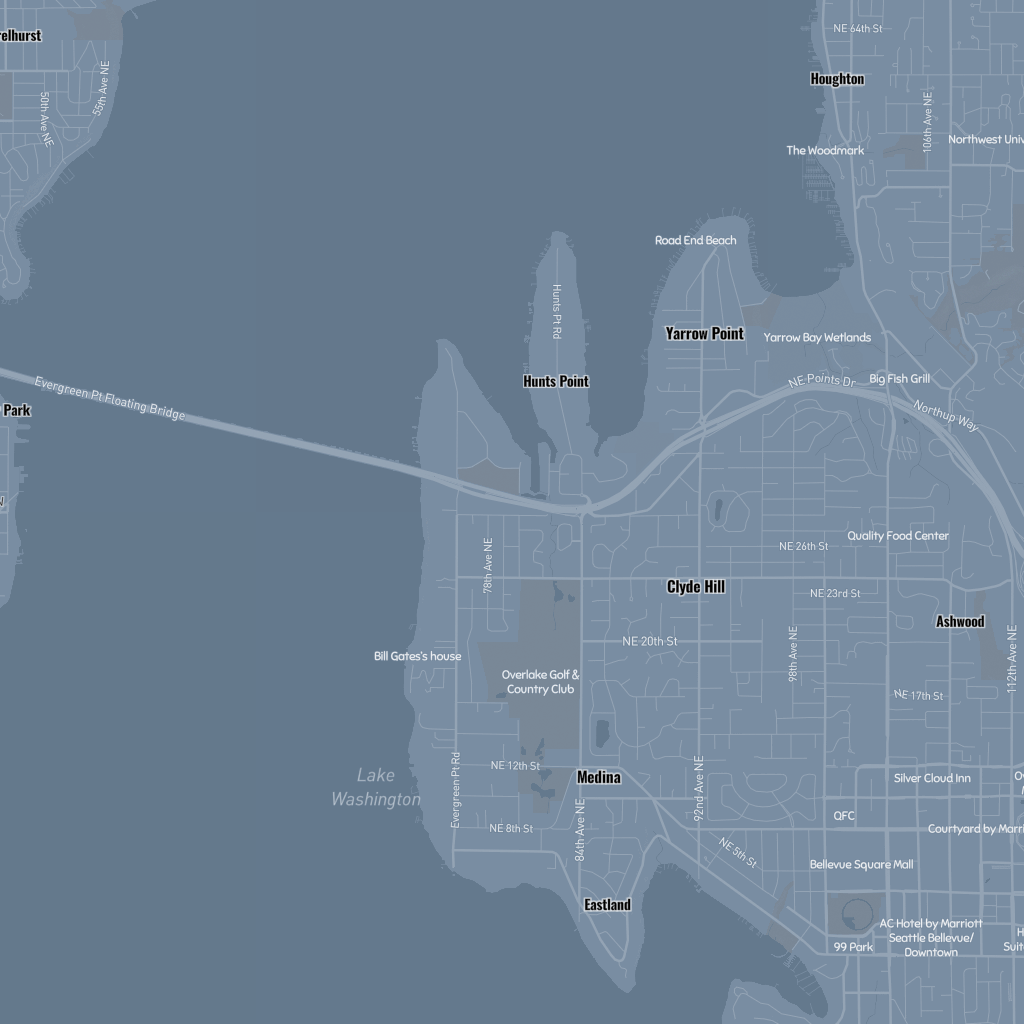 NE 64th St
relhurst
Houghton
50th Ave NE
55th Ave NE
106th Ave NE
Northwest Univ
The Woodmark
Road End Beach
Hunts Pt Rd
Yarrow Point
Yarrow Bay Wetlands
Hunts Point
NE Points Dr
Big Fish Grill
Evergreen Pt Floating Bridge
Park
Northup Way
Quality Food Center
NE 26th St
78th Ave NE
Clyde Hill
NE 23rd St
Ashwood
NE 20th St
98th Ave NE
112th Ave NE
Bill Gates's house
Overlake Golf &
Country Club
NE 17th St
NE 12th St
Medina
Silver Cloud Inn
Lake
Washington
Evergreen Pt Rd
92nd Ave NE
QFC
NE 8th St
84th Ave NE
Courtyard by Marri
NE 5th St
Bellevue Square Mall
Eastland
AC Hotel by Marriott
Seattle Bellevue/
Downtown
99 Park
H
Suite